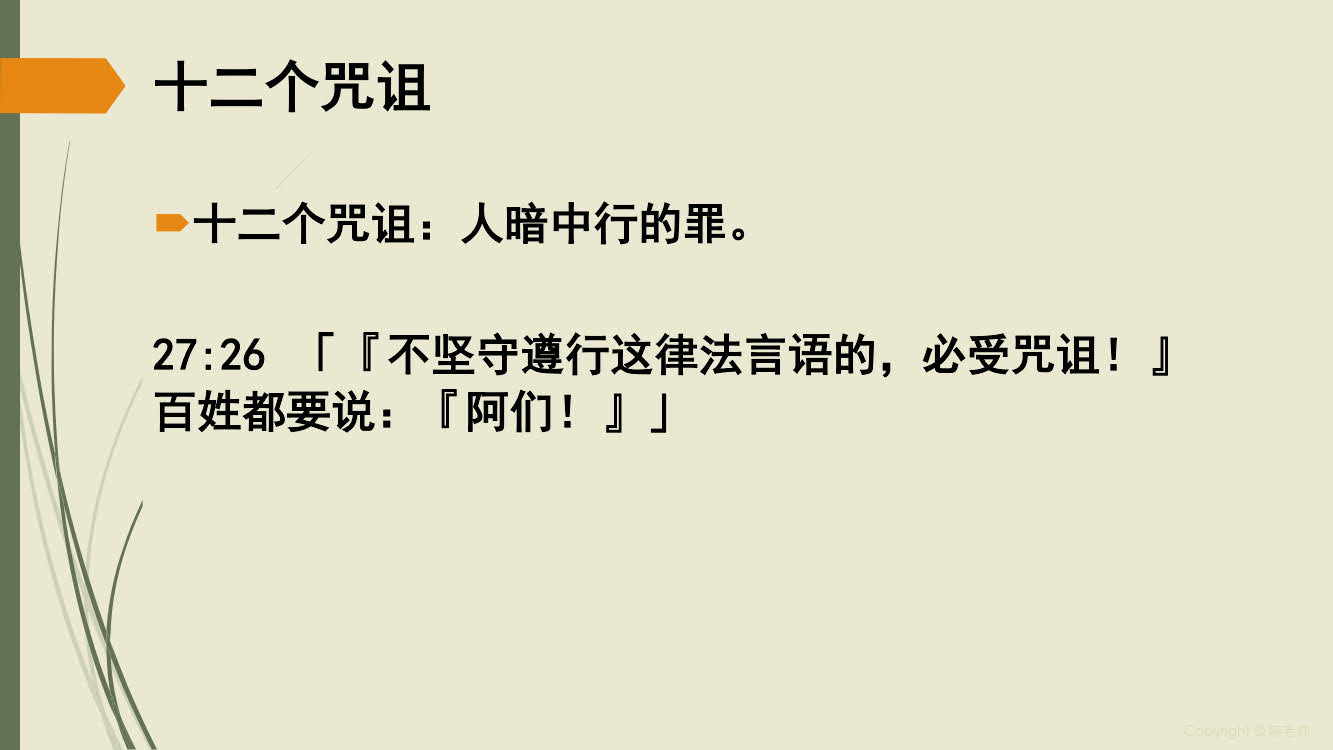 十二个咒诅
十二个咒诅：人暗中行的罪。
27:26 「『不坚守遵行这律法言语的，必受咒诅！』
百姓都要说：『阿们！』」
Copyright @陈老师